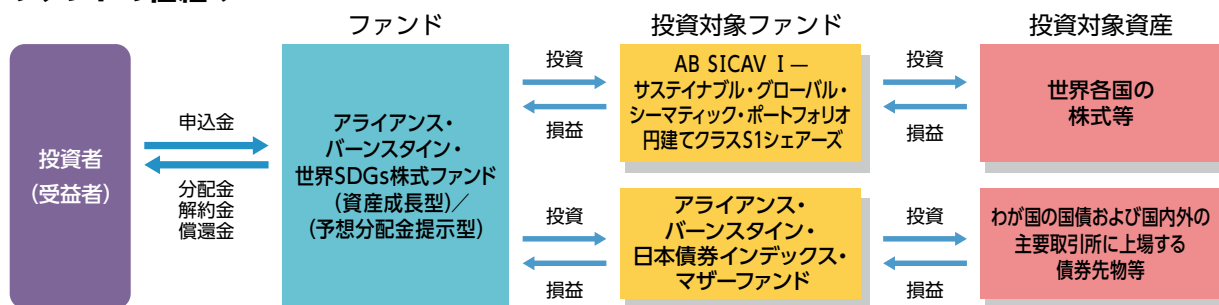 ファンド
投資対象ファンド
投資対象資産
投資者
(受益者)
申込金
分配金
解約金
償還金
アライアンス・
バーンスタイン・
世界SDGs株式ファンド
(資産成長型)／
(予想分配金提示型)
投資
損益
AB SICAV I ―
サステイナブル・グローバル・
シーマティック・ポートフォリオ
円建てクラスS1シェアーズ
投資
損益
世界各国の
株式等
投資
損益
アライアンス・
バーンスタイン・
日本債券インデックス・
マザーファンド
投資
損益
わが国の国債および国内外の
主要取引所に上場する
債券先物等